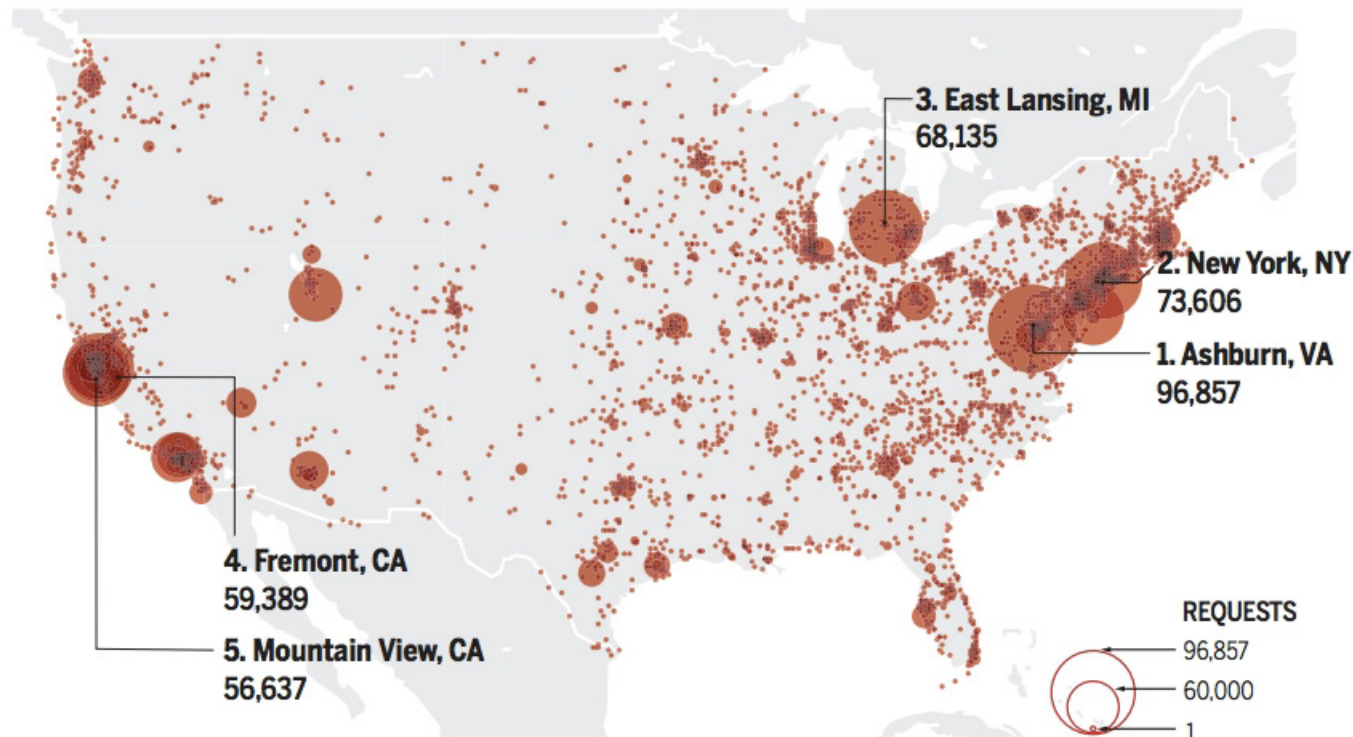 3. East Lansing, MI
68,135
2. New York, NY
73,606
1. Ashburn, VA
96,857
4. Fremont, CA
59,389
5. Mountain View, CA
56,637
REQUESTS
96,857
60,000
1